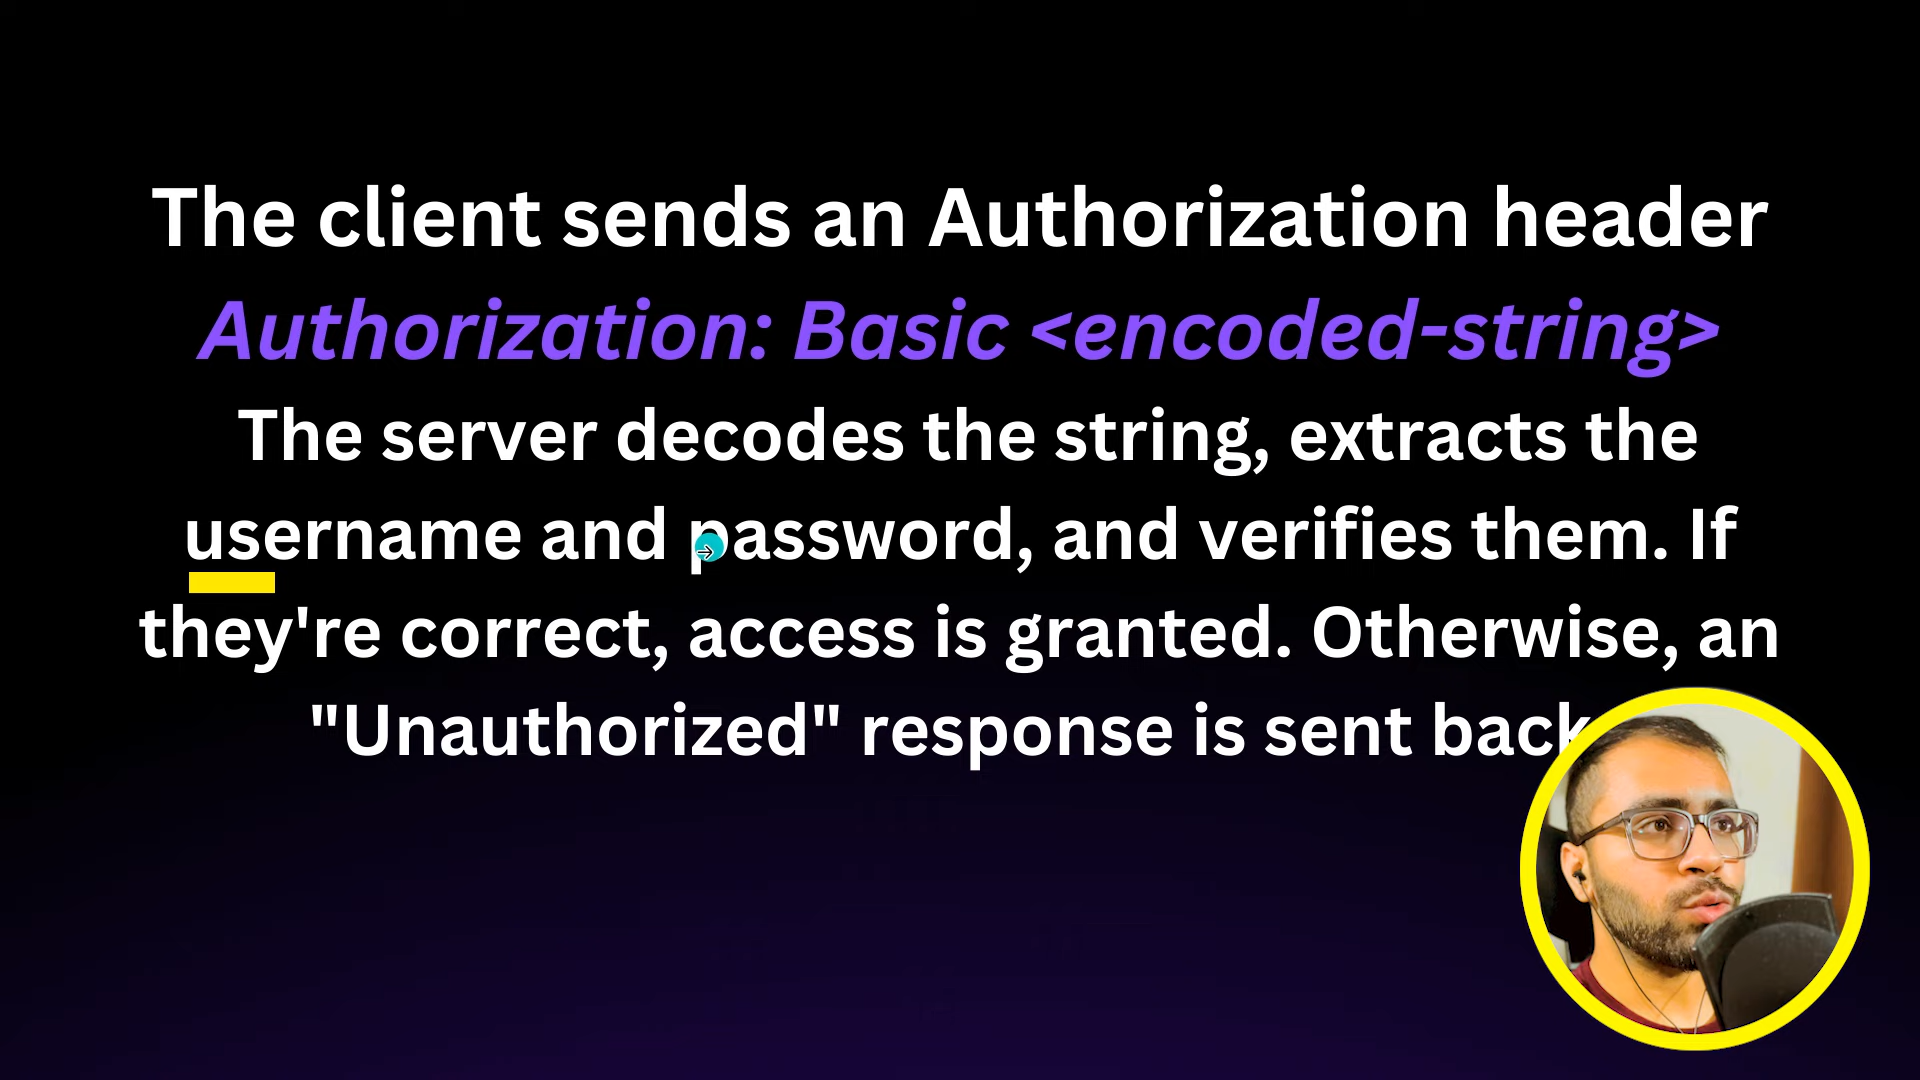 The client sends an Authorization header
Authorization: Basic <encoded-string>
The server decodes the string, extracts the
username and password, and verifies them. If
they're correct, access is granted. Otherwise, an
"Unauthorized" response is sent back